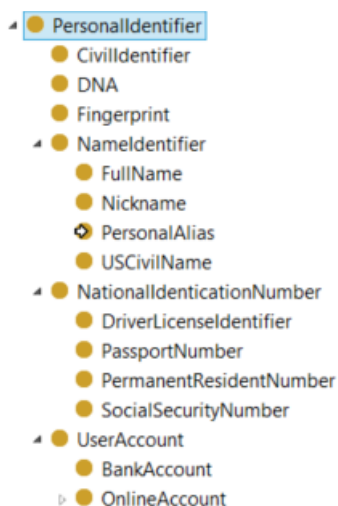 PersonalIdentifier
CivilIdentifier
DNA
Fingerprint
NameIdentifier
FullName
Nickname
PersonalAlias
USCivilName
NationalIdenticationNumber
DriverLicenseIdentifier
PassportNumber
PermanentResidentNumber
SocialSecurityNumber
UserAccount
BankAccount
OnlineAccount